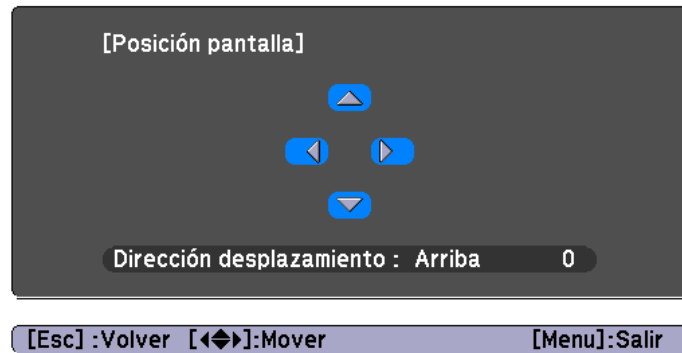 [Posición pantalla]
Dirección desplazamiento : Arriba 0
[Esc] :Volver [◀◆▶]:Mover [Menu]:Salir